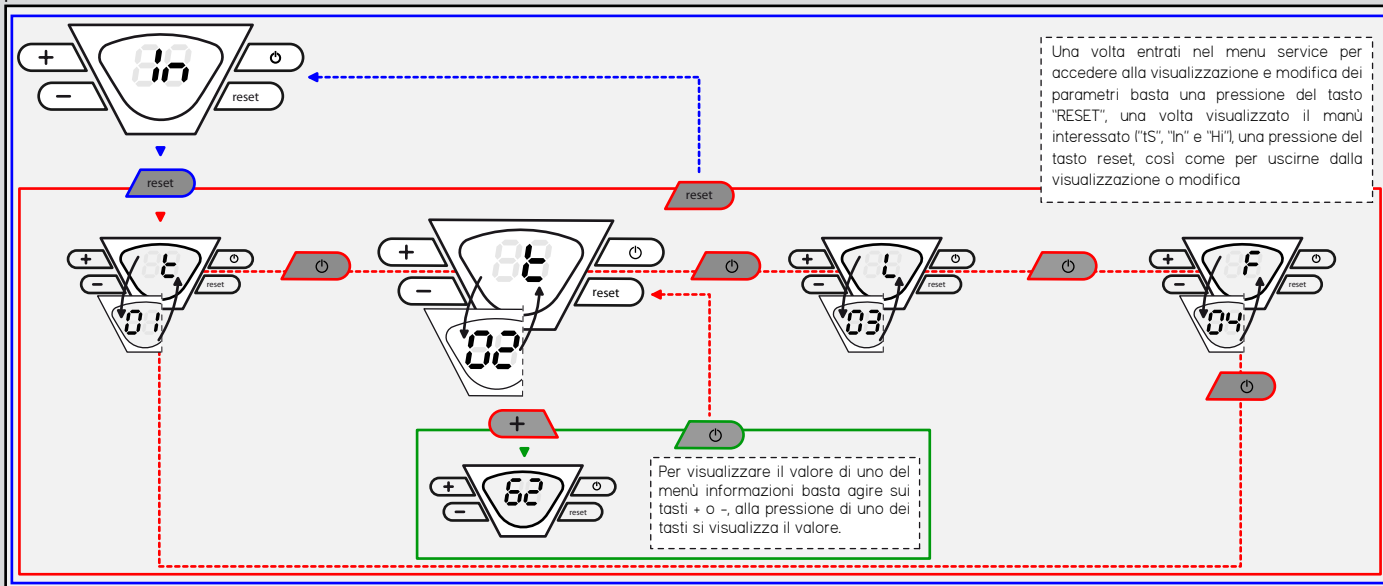 In
reset
Una volta entrati nel menu service per
accedere alla visualizzazione e modifica dei
parametri basta una pressione del tasto
"RESET", una volta visualizzato il manù
interessato ("tS", "In" e "Hi"), una pressione del
tasto reset, così come per uscirne dalla
visualizzazione o modifica
reset
reset
t
reset
01
t
reset
02
L
reset
03
F
reset
04
+
62
reset
Per visualizzare il valore di uno del
menù informazioni basta agire sui
tasti + o -, alla pressione di uno dei
tasti si visualizza il valore.